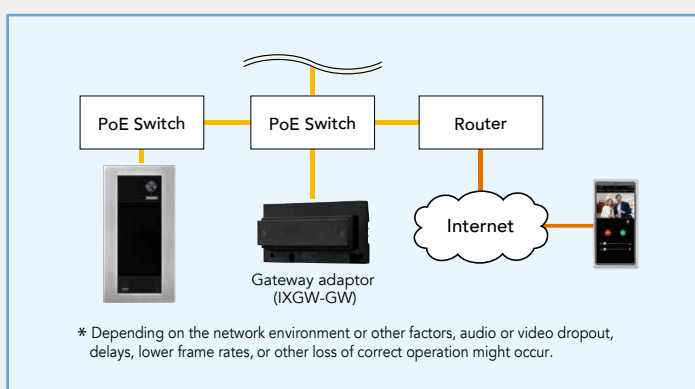 PoE Switch
PoE Switch
Router
Internet
Gateway adaptor
(IXGW-GW)
* Depending on the network environment or other factors, audio or video dropout,
delays, lower frame rates, or other loss of correct operation might occur.